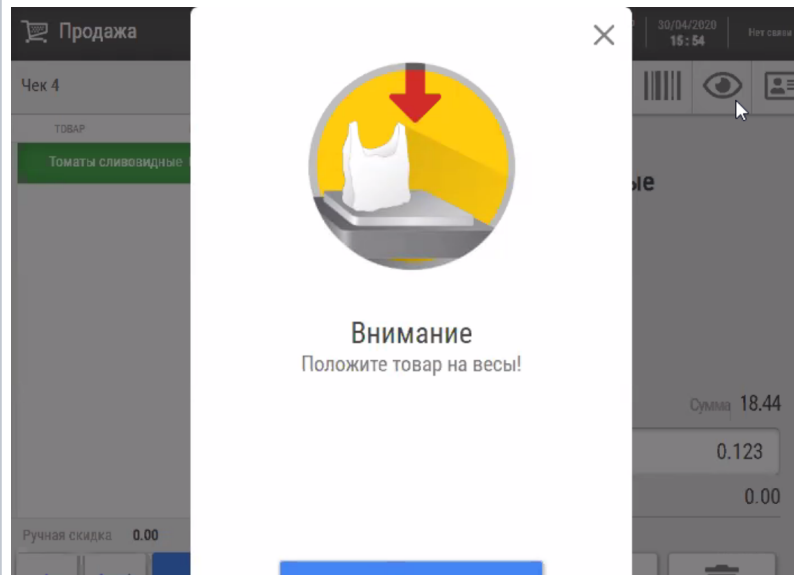 Продажа
30/04/2020
15:54
Нет связи
Чек 4
ТОВАР
Томаты сливовидные
ые
Внимание
Положите товар на весы!
Сумма 18.44
0.123
0.00
Ручная скидка 0.00